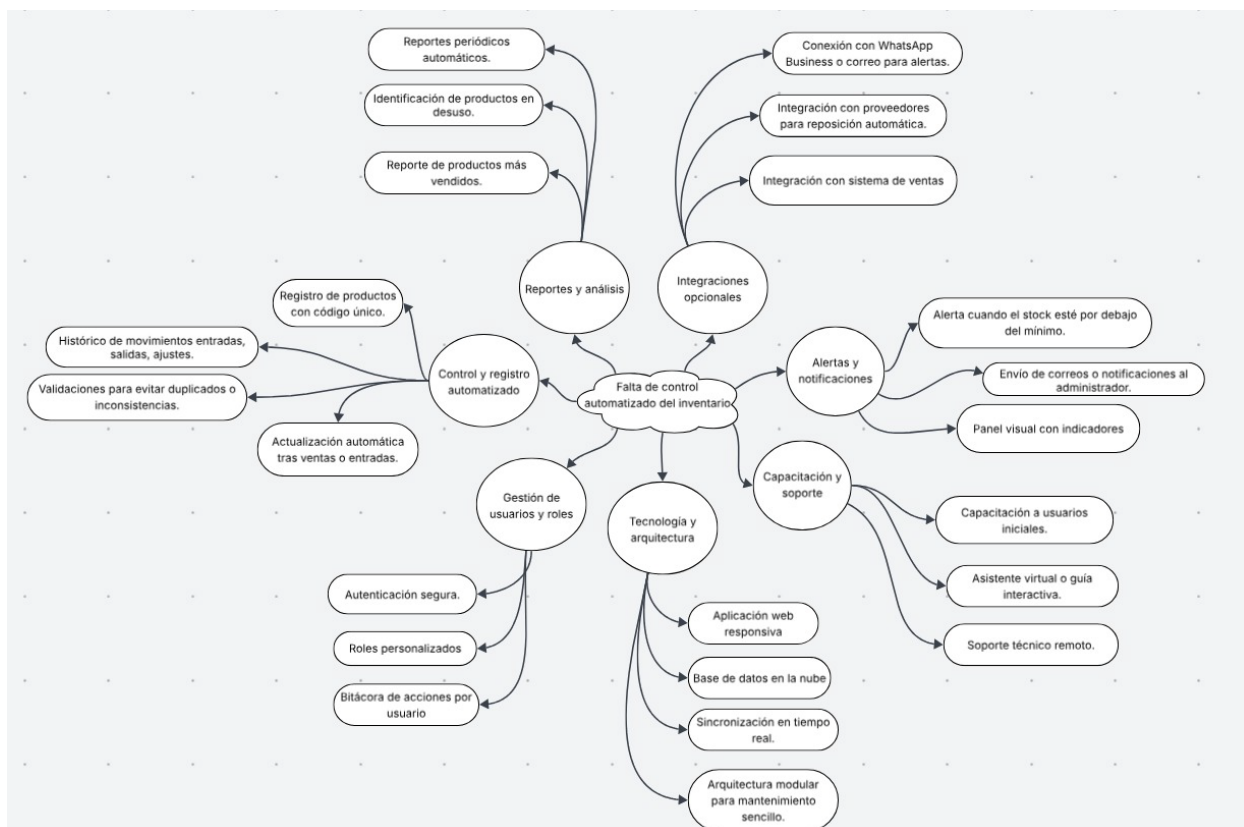 Reportes periódicos
automáticos.
Identificación de productos en
desuso.
Reporte de productos más
vendidos.
Reportes y análisis
Conexión con WhatsApp
Business o correo para alertas.
Integración con proveedores
para reposición automática.
Integración con sistema de ventas
Integraciones
opcionales
Registro de productos
con código único.
Histórico de movimientos entradas,
salidas, ajustes.
Validaciones para evitar duplicados o
inconsistencias.
Actualización automática
tras ventas o entradas.
Control y registro
automatizado
Falta de control
automatizado del inventario
Alertas y
notificaciones
Alerta cuando el stock esté por debajo
del mínimo.
Envío de correos o notificaciones al
administrador.
Panel visual con indicadores
Capacitación y
soporte
Capacitación a usuarios
iniciales.
Asistente virtual o guía
interactiva.
Soporte técnico remoto.
Gestión de
usuarios y roles
Autenticación segura.
Roles personalizados
Bitácora de acciones por
usuario
Tecnología y
arquitectura
Aplicación web
responsiva
Base de datos en la nube
Sincronización en tiempo
real.
Arquitectura modular
para mantenimiento
sencillo.